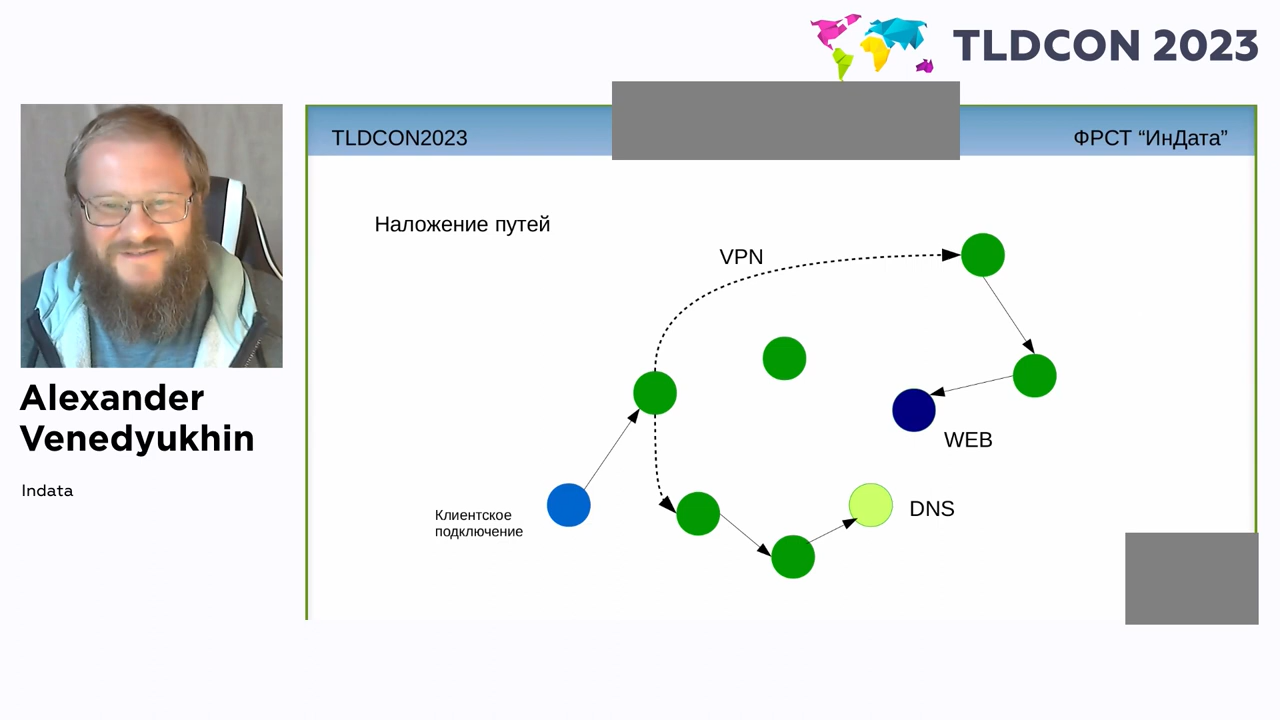 TLDCON 2023
TLDCON2023
ФРСТ “ИнДата”
Наложение путей
VPN
WEB
DNS
Клиентское
подключение
Alexander
Venedyukhin
Indata